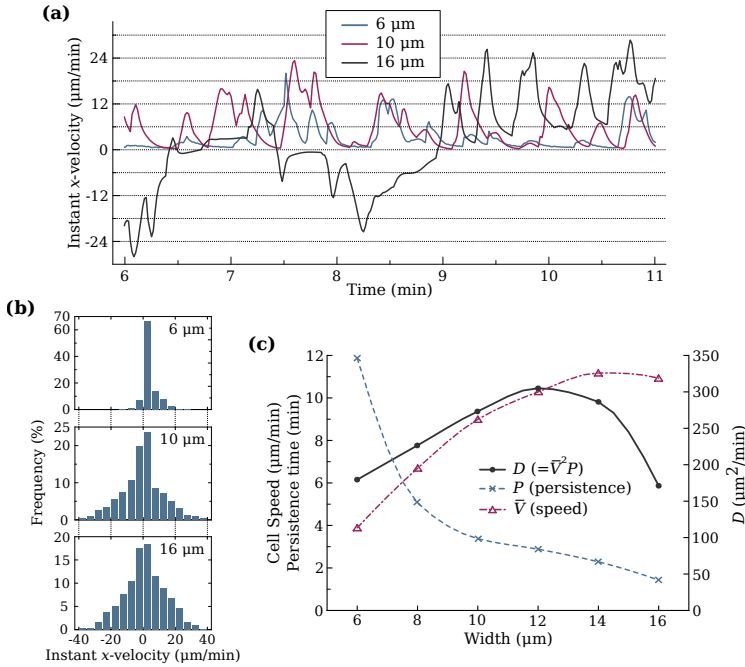 (a)
6 μm
10 μm
16 μm
Instant x-velocity (μm/min)
24
12
0
-12
-24
6
7
8
9
10
11
Time (min)
(b)
6 μm
70
60
40
20
0
10 μm
25
20
15
10
5
0
16 μm
20
15
10
5
0
Frequency (%)
-40
-20
0
20
40
Instant x-velocity (μm/min)
(c)
Cell Speed (μm/min)
Persistence time (min)
12
10
8
6
4
2
0
350
300
250
200
150
100
50
0
D (μm²/min)
D (=V̅²P)
P (persistence)
V̅ (speed)
6
8
10
12
14
16
Width (μm)